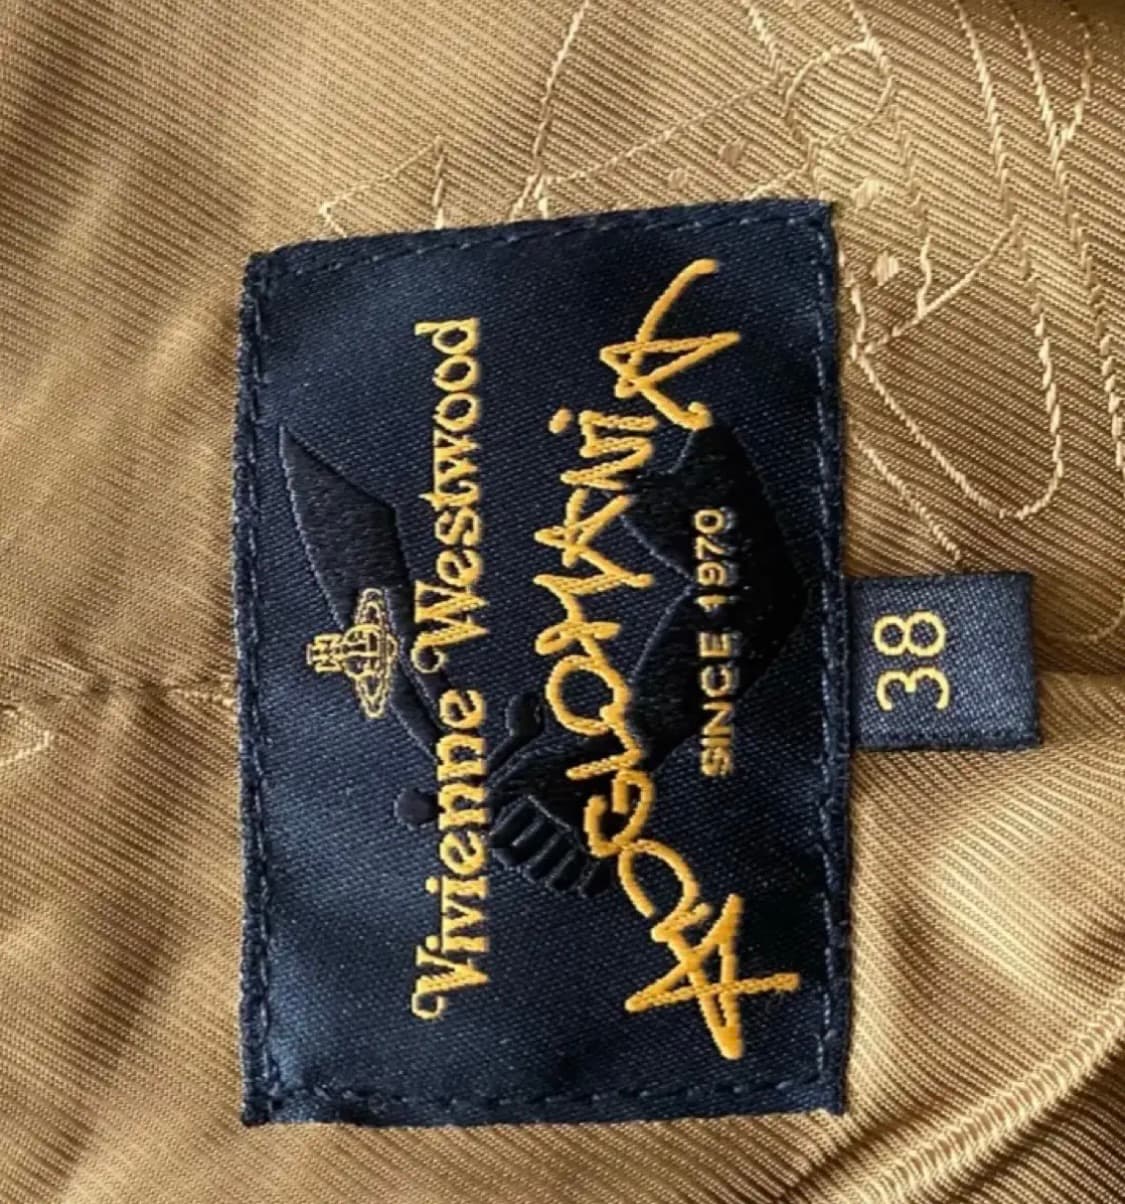 Vivienne Westwood
ANGLOMANiA
SINCE 1970
38